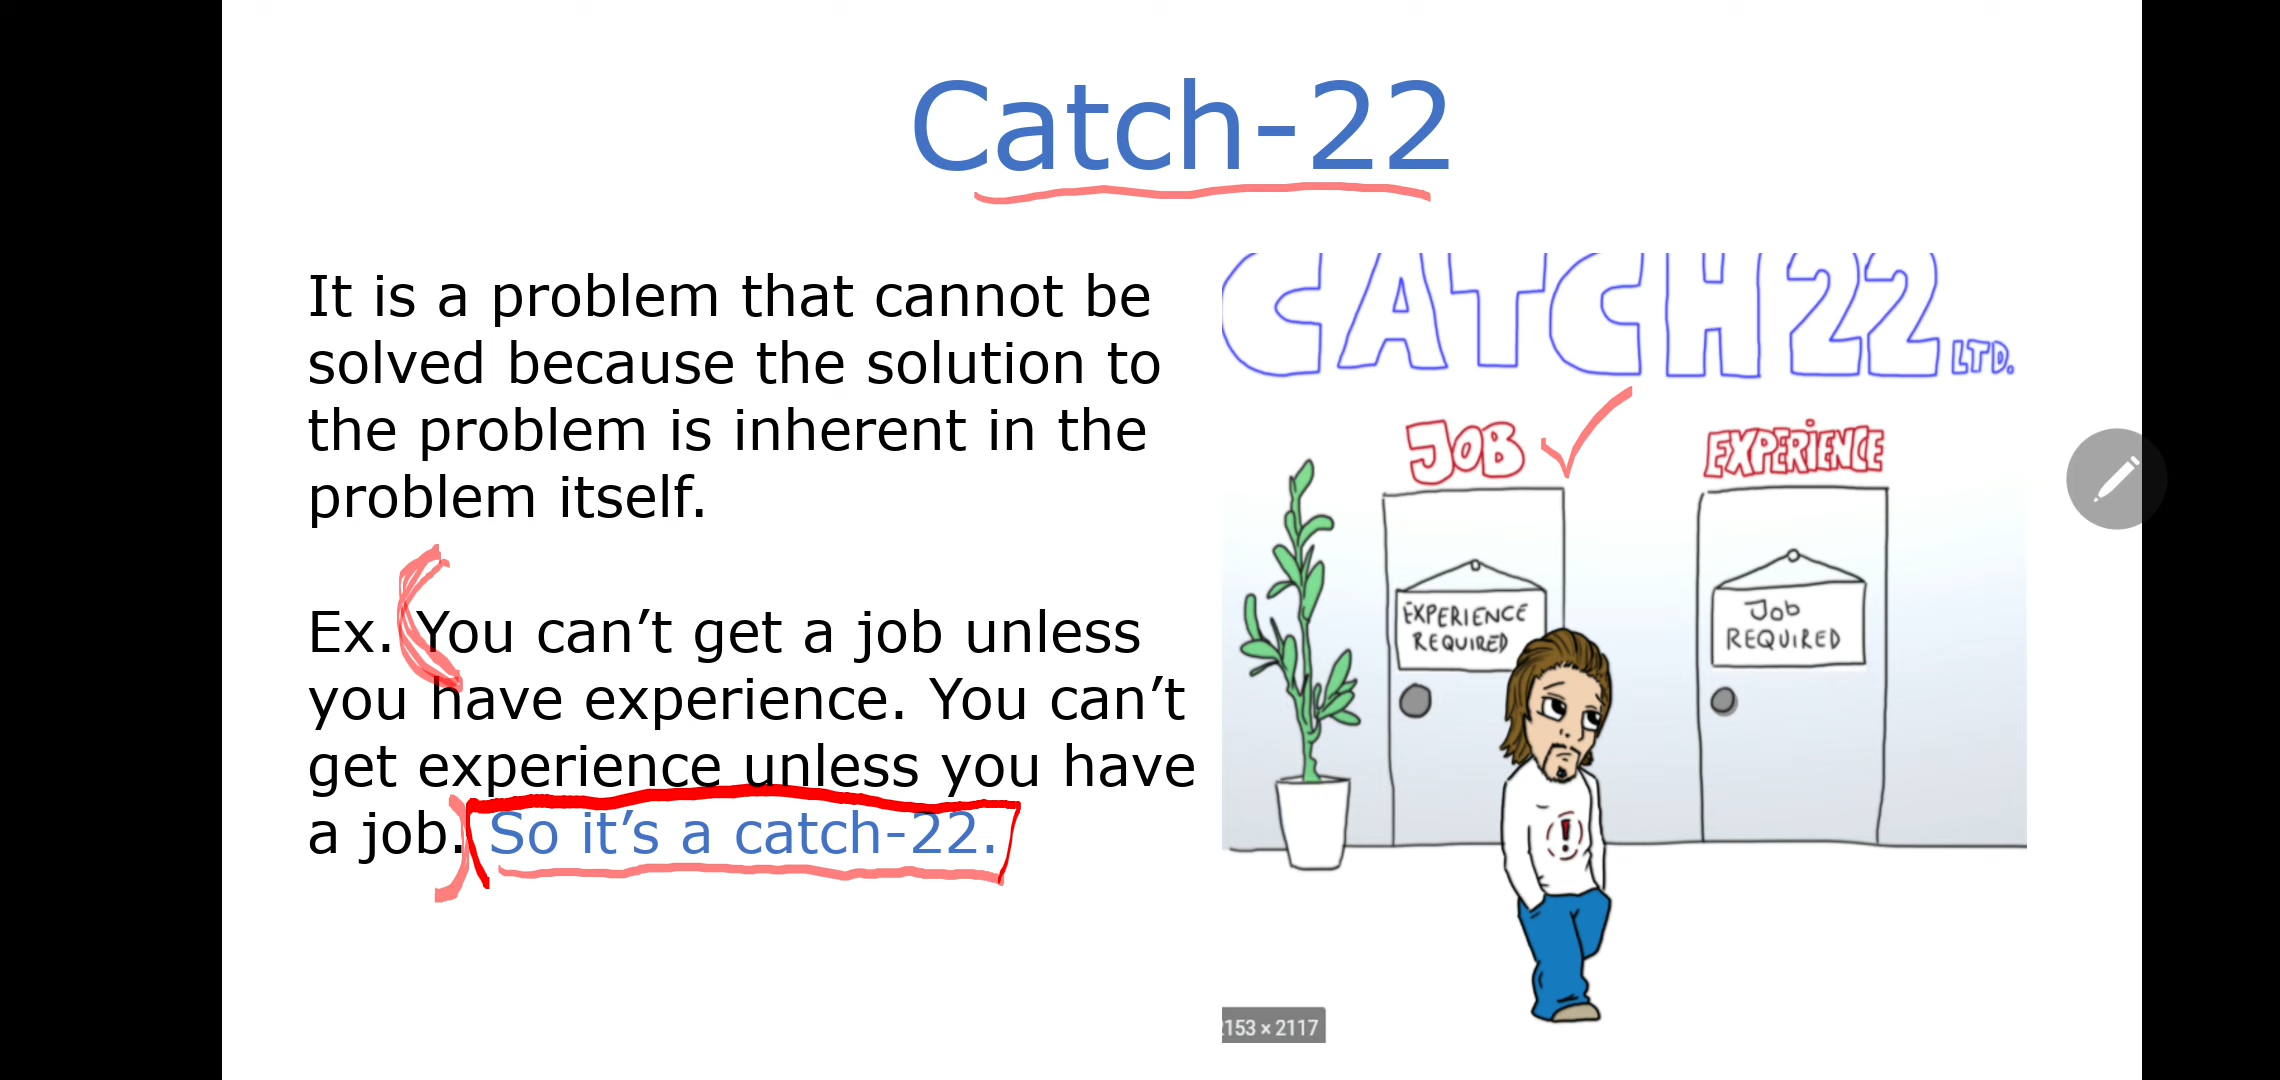 Catch-22
It is a problem that cannot be
solved because the solution to
the problem is inherent in the
problem itself.
Ex. You can't get a job unless
you have experience. You can't
get experience unless you have
a job. So it's a catch-22.
CATCH 22 LTD.
JOB
EXPERIENCE
EXPERIENCE
REQUIRED
JOB
REQUIRED
!
2153 × 2117